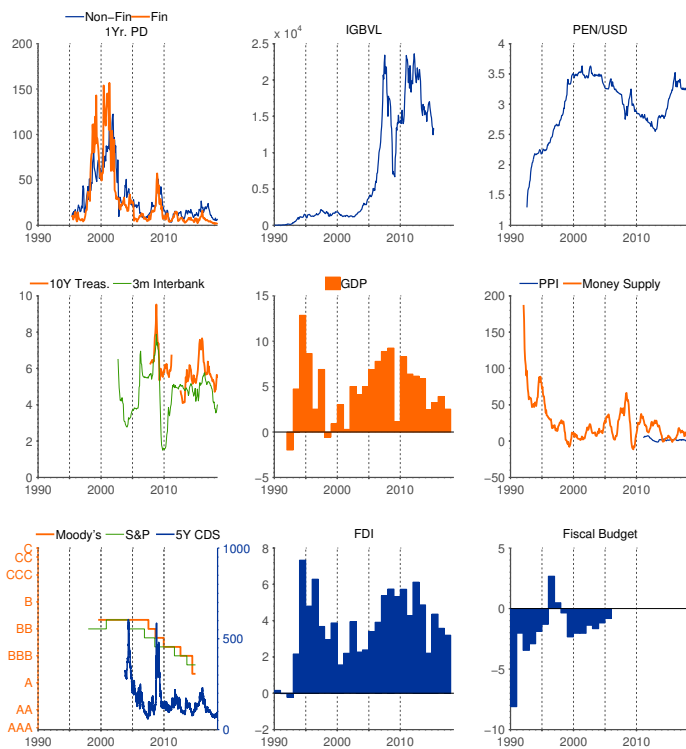 Non−Fin Fin
1Yr. PD
200
150
100
50
0
1990 2000 2010
IGBVL
2.5 x 10⁴
2
1.5
1
0.5
0
1990 2000 2010
PEN/USD
4
3.5
3
2.5
2
1.5
1
1990 2000 2010
10Y Treas. 3m Interbank
10
8
6
4
2
0
1990 2000 2010
GDP
15
10
5
0
−5
1990 2000 2010
PPI Money Supply
200
150
100
50
0
−50
1990 2000 2010
Moody's S&P 5Y CDS
C
CC
CCC
B
BB
BBB
A
AA
AAA
1000
500
0
1990 2000 2010
FDI
8
6
4
2
0
−2
1990 2000 2010
Fiscal Budget
5
0
−5
−10
1990 2000 2010